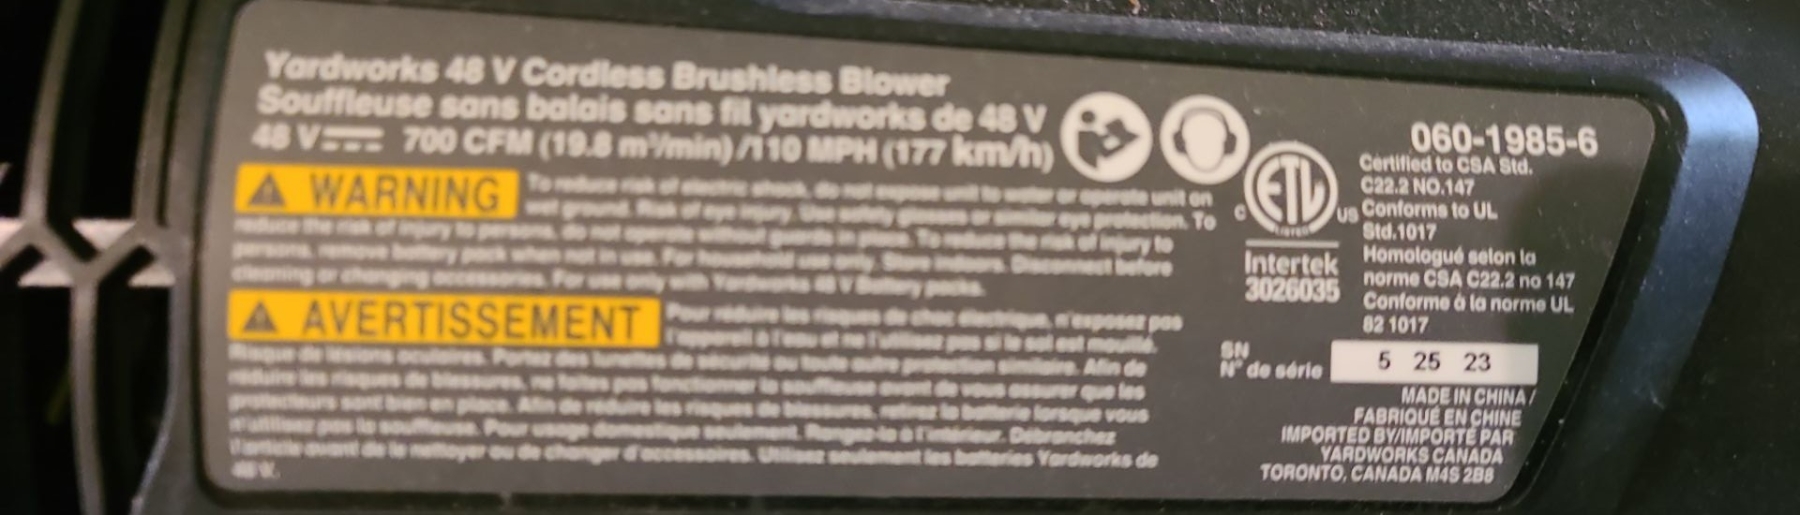 Yardworks 48 V Cordless Brushless Blower
Souffleuse sans balais sans fil yardworks de 48 V
48 V 700 CFM (19.8 m³/min)/110 MPH (177 km/h)
WARNING To reduce risk of electric shock, do not expose unit to water or operate unit on
wet ground. Risk of eye injury. Use safety glasses or similar eye protection. To
reduce the risk of injury to persons, do not operate without guards in place. To reduce the risk of injury to
persons, remove battery pack when not in use. For household use only. Store indoors. Disconnect before
cleaning or changing accessories. For use only with Yardworks 48 V Battery packs.
AVERTISSEMENT Pour réduire les risques de choc électrique, n'exposez pas
l'appareil à l'eau et ne l'utilisez pas si le sol est mouillé.
Risque de lésions oculaires. Portez des lunettes de sécurité ou toute autre protection similaire. Afin de
réduire les risques de blessures, ne faites pas fonctionner la souffleuse avant de vous assurer que les
protecteurs sont bien en place. Afin de réduire les risques de blessures, retirez la batterie lorsque vous
n'utilisez pas la souffleuse. Pour usage domestique seulement. Rangez-la à l'intérieur. Débranchez
l'article avant de le nettoyer ou de changer d'accessoires. Utilisez seulement les batteries Yardworks de
48 V.
C ETL US
LISTED
Intertek
3026035
060-1985-6
Certified to CSA Std.
C22.2 NO.147
Conforms to UL
Std.1017
Homologué selon la
norme CSA C22.2 no 147
Conforme à la norme UL
82 1017
SN
N° de série 5 25 23
MADE IN CHINA /
FABRIQUÉ EN CHINE
IMPORTED BY/IMPORTÉ PAR
YARDWORKS CANADA
TORONTO, CANADA M4S 2B8